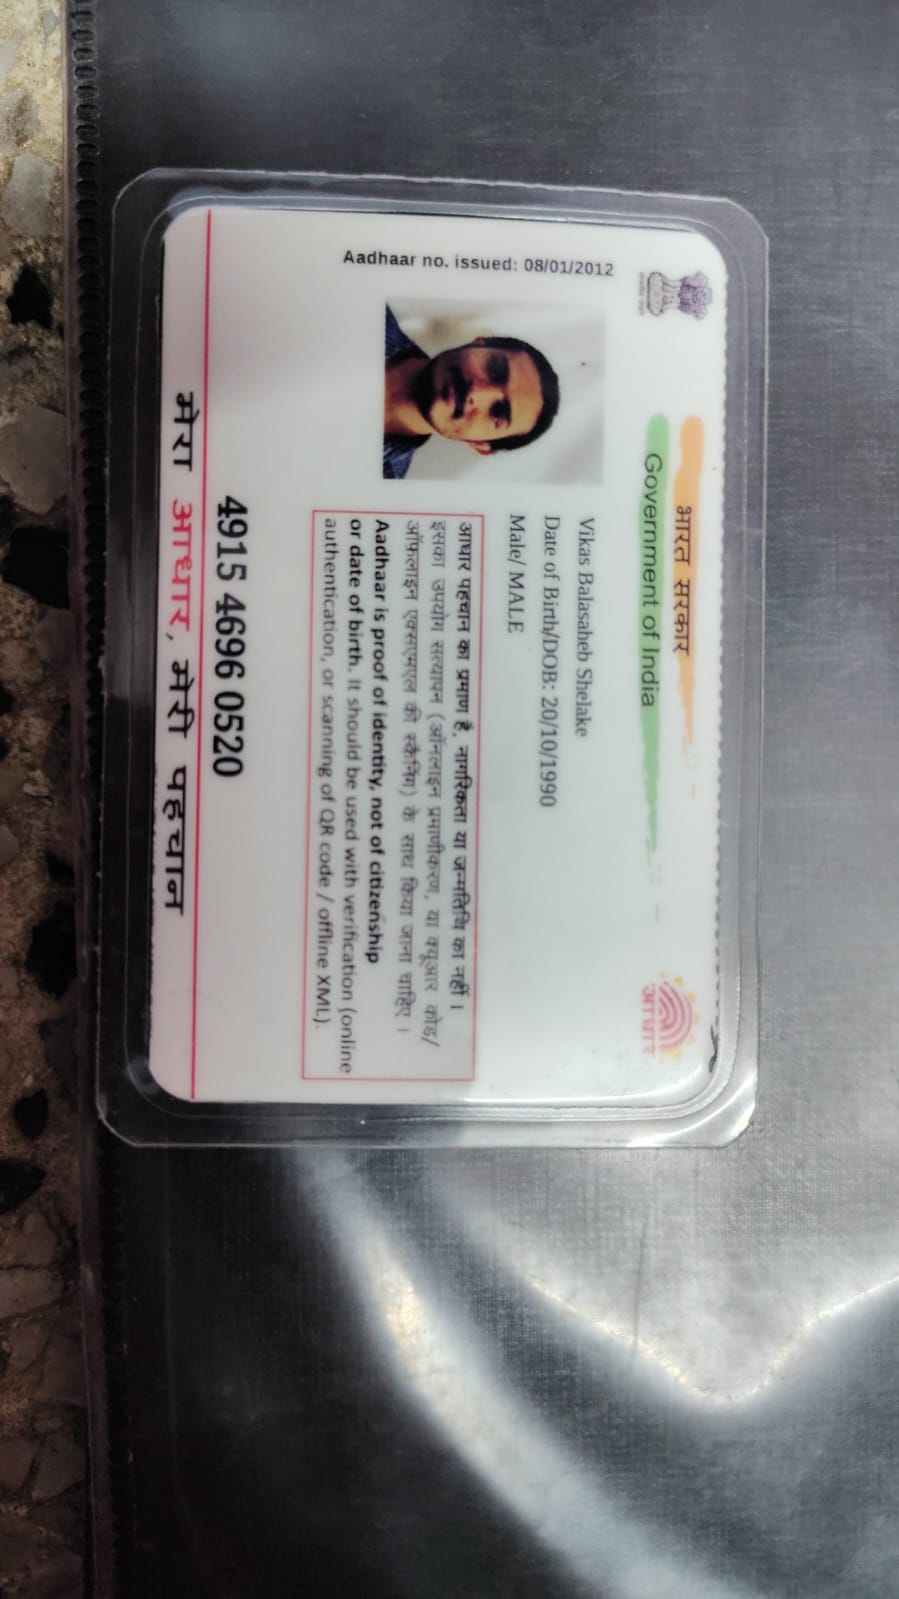 भारत सरकार
Government of India
आधार
Aadhaar no. issued: 08/01/2012
Vikas Balasaheb Shelake
Date of Birth/DOB: 20/10/1990
Male/ MALE
आधार पहचान का प्रमाण है, नागरिकता या जन्मतिथि का नहीं ।
इसका उपयोग सत्यापन (ऑनलाइन प्रमाणीकरण, या क्यूआर कोड/
ऑफलाइन एक्सएमएल की स्कैनिंग) के साथ किया जाना चाहिए ।
Aadhaar is proof of identity, not of citizenship
or date of birth. It should be used with verification (online
authentication, or scanning of QR code / offline XML).
4915 4696 0520
मेरा आधार, मेरी पहचान